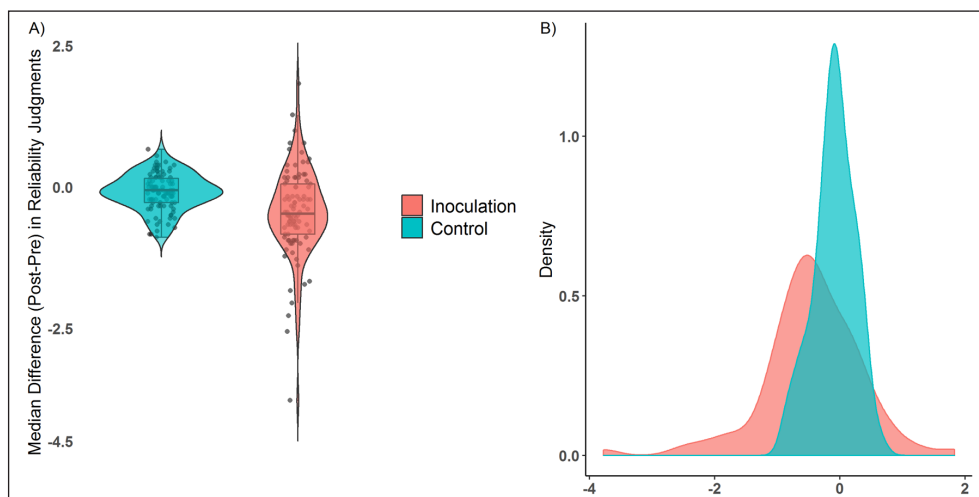 A)
Median Difference (Post-Pre) in Reliability Judgments
2.5
0.0
-2.5
-4.5
Inoculation
Control
B)
Density
1.0
0.5
0.0
-4
-2
0
2